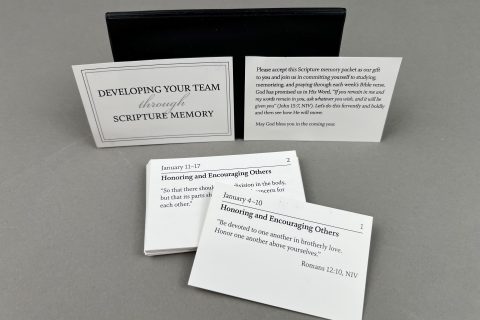 DEVELOPING YOUR TEAM
through
SCRIPTURE MEMORY
Please accept this Scripture memory packet as our gift
to you and join us in committing yourself to studying,
memorizing, and praying through each week's Bible verse.
God has promised us in His Word, "If you remain in me and
my words remain in you, ask whatever you wish, and it will be
given you" (John 15:7, NIV). Let's do this fervently and boldly
and then see how He will move.
May God bless you in the coming year.
January 11–17 2
Honoring and Encouraging Others
"So that there should division in the body,
but that its parts concern for
each other."
January 4–10 1
Honoring and Encouraging Others
"Be devoted to one another in brotherly love.
Honor one another above yourselves."
Romans 12:10, NIV